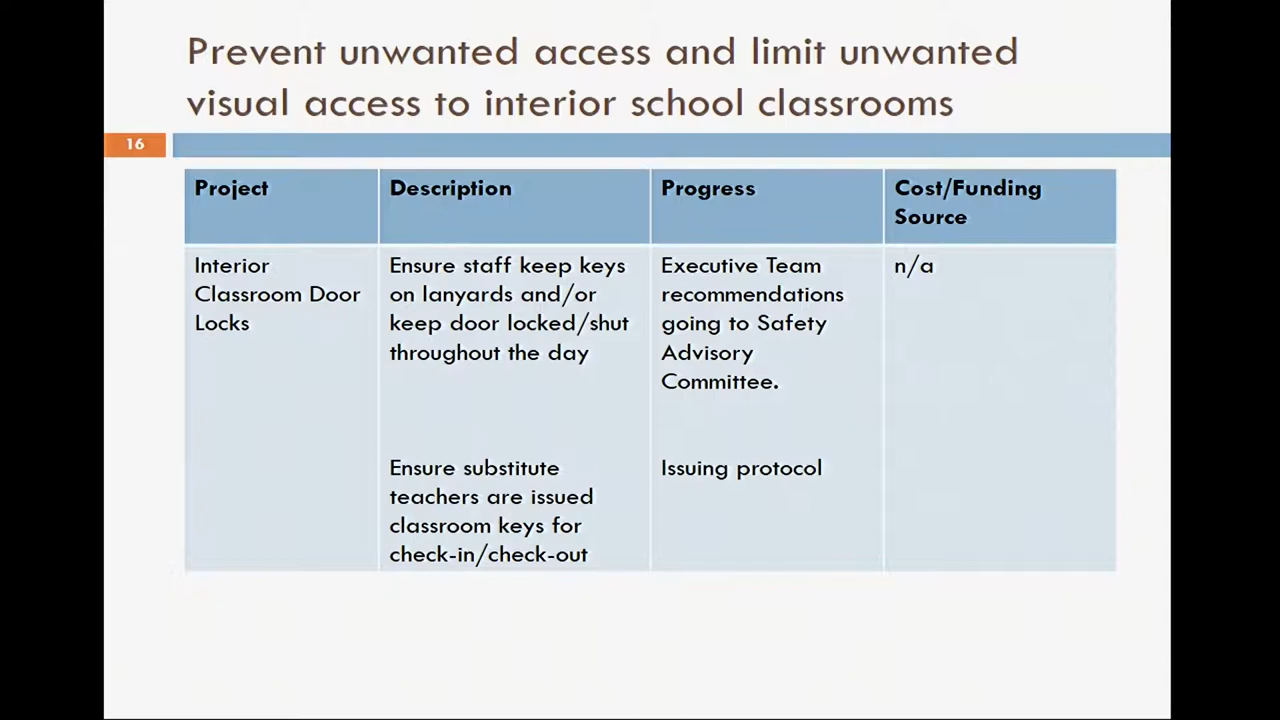 Prevent unwanted access and limit unwanted
visual access to interior school classrooms
16
Project
Description
Progress
Cost/Funding
Source
Interior
Classroom Door
Locks
Ensure staff keep keys
on lanyards and/or
keep door locked/shut
throughout the day
Executive Team
recommendations
going to Safety
Advisory
Committee.
n/a
Ensure substitute
teachers are issued
classroom keys for
check-in/check-out
Issuing protocol